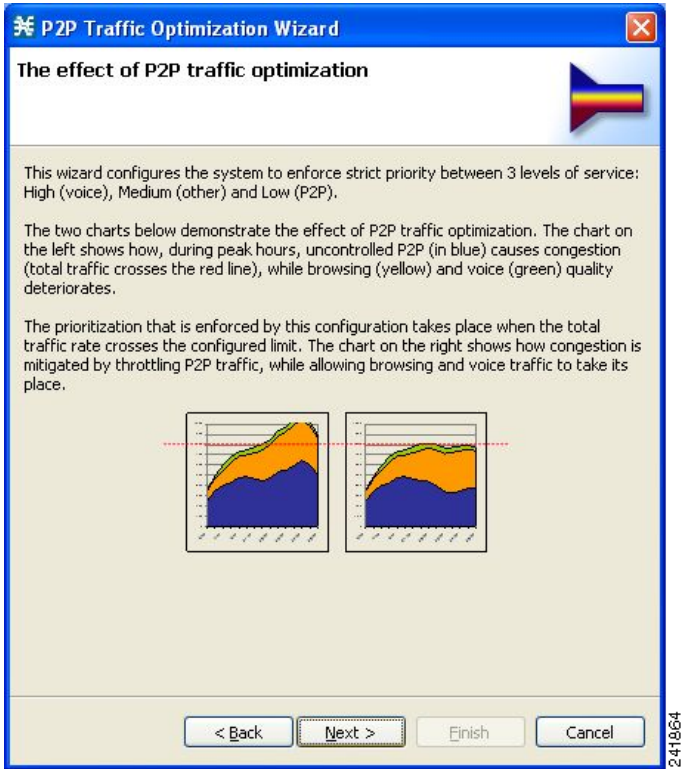 P2P Traffic Optimization Wizard
The effect of P2P traffic optimization
This wizard configures the system to enforce strict priority between 3 levels of service:
High (voice), Medium (other) and Low (P2P).
The two charts below demonstrate the effect of P2P traffic optimization. The chart on
the left shows how, during peak hours, uncontrolled P2P (in blue) causes congestion
(total traffic crosses the red line), while browsing (yellow) and voice (green) quality
deteriorates.
The prioritization that is enforced by this configuration takes place when the total
traffic rate crosses the configured limit. The chart on the right shows how congestion is
mitigated by throttling P2P traffic, while allowing browsing and voice traffic to take its
place.
< Back
Next >
Finish
Cancel
241864